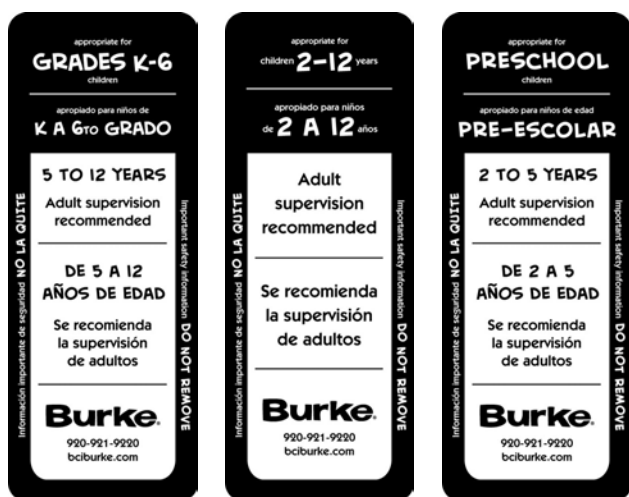 appropriate for
GRADES K-6
children
apropiado para niños de
K A 6TO GRADO
5 TO 12 YEARS
Adult supervision
recommended
DE 5 A 12
AÑOS DE EDAD
Se recomienda
la supervisión
de adultos
Burke®
920-921-9220
bciburke.com
Información importante de seguridad NO LA QUITE
Important safety information DO NOT REMOVE
appropriate for
children 2-12 years
apropiado para niños
de 2 A 12 años
Adult
supervision
recommended
Se recomienda
la supervisión
de adultos
Burke®
920-921-9220
bciburke.com
Información importante de seguridad NO LA QUITE
Important safety information DO NOT REMOVE
appropriate for
PRESCHOOL
children
apropiado para niños de edad
PRE-ESCOLAR
2 TO 5 YEARS
Adult supervision
recommended
DE 2 A 5
AÑOS DE EDAD
Se recomienda
la supervisión
de adultos
Burke®
920-921-9220
bciburke.com
Información importante de seguridad NO LA QUITE
Important safety information DO NOT REMOVE